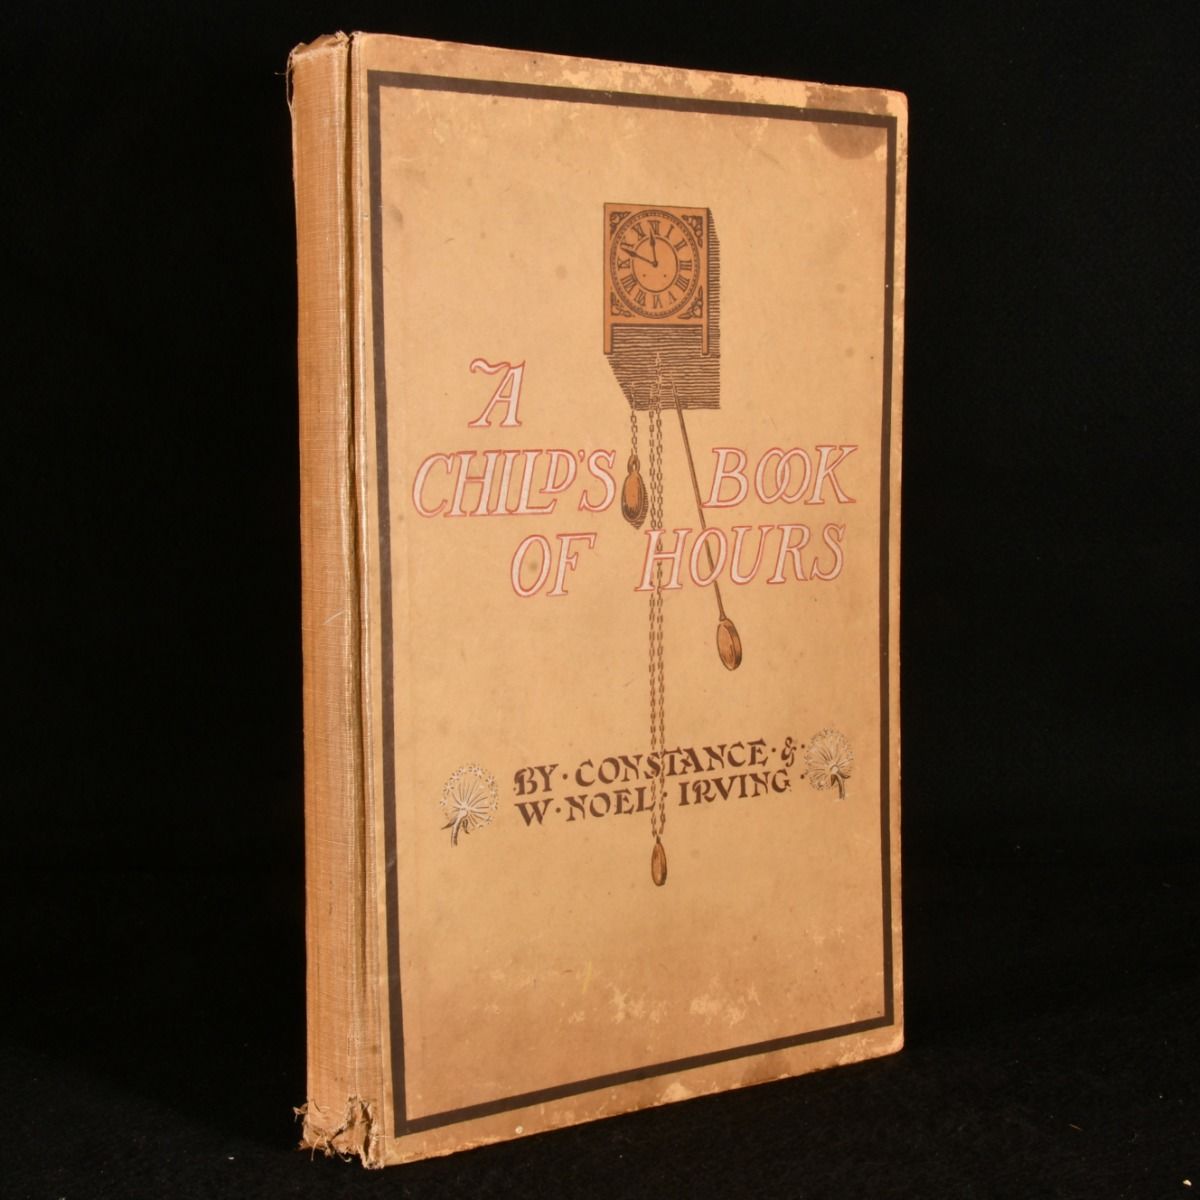 A
CHILD'S BOOK
OF HOURS
BY · CONSTANCE · & ·
W · NOEL · IRVING ·